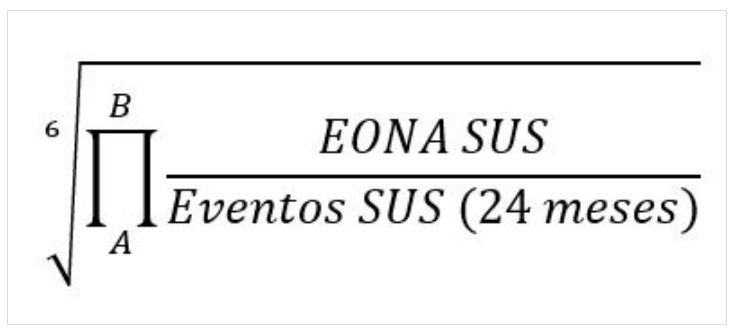 6
B
∏
A
EONA SUS
Eventos SUS (24 meses)